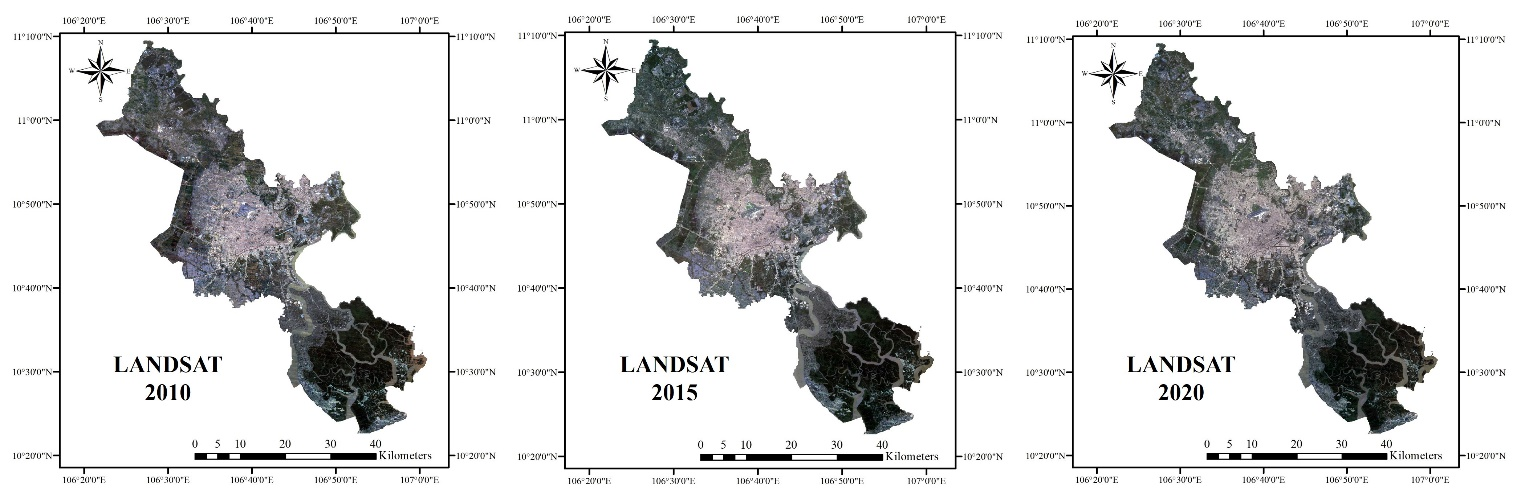 106°20'0"E 106°30'0"E 106°40'0"E 106°50'0"E 107°0'0"E
11°10'0"N 11°10'0"N
N
W E
S
11°0'0"N 11°0'0"N
10°50'0"N 10°50'0"N
10°40'0"N 10°40'0"N
10°30'0"N 10°30'0"N
LANDSAT
2010
0 5 10 20 30 40
Kilometers
10°20'0"N 10°20'0"N
106°20'0"E 106°30'0"E 106°40'0"E 106°50'0"E 107°0'0"E
106°20'0"E 106°30'0"E 106°40'0"E 106°50'0"E 107°0'0"E
11°10'0"N 11°10'0"N
N
W E
S
11°0'0"N 11°0'0"N
10°50'0"N 10°50'0"N
10°40'0"N 10°40'0"N
10°30'0"N 10°30'0"N
LANDSAT
2015
0 5 10 20 30 40
Kilometers
10°20'0"N 10°20'0"N
106°20'0"E 106°30'0"E 106°40'0"E 106°50'0"E 107°0'0"E
106°20'0"E 106°30'0"E 106°40'0"E 106°50'0"E 107°0'0"E
11°10'0"N 11°10'0"N
N
W E
S
11°0'0"N 11°0'0"N
10°50'0"N 10°50'0"N
10°40'0"N 10°40'0"N
10°30'0"N 10°30'0"N
LANDSAT
2020
0 5 10 20 30 40
Kilometers
10°20'0"N 10°20'0"N
106°20'0"E 106°30'0"E 106°40'0"E 106°50'0"E 107°0'0"E